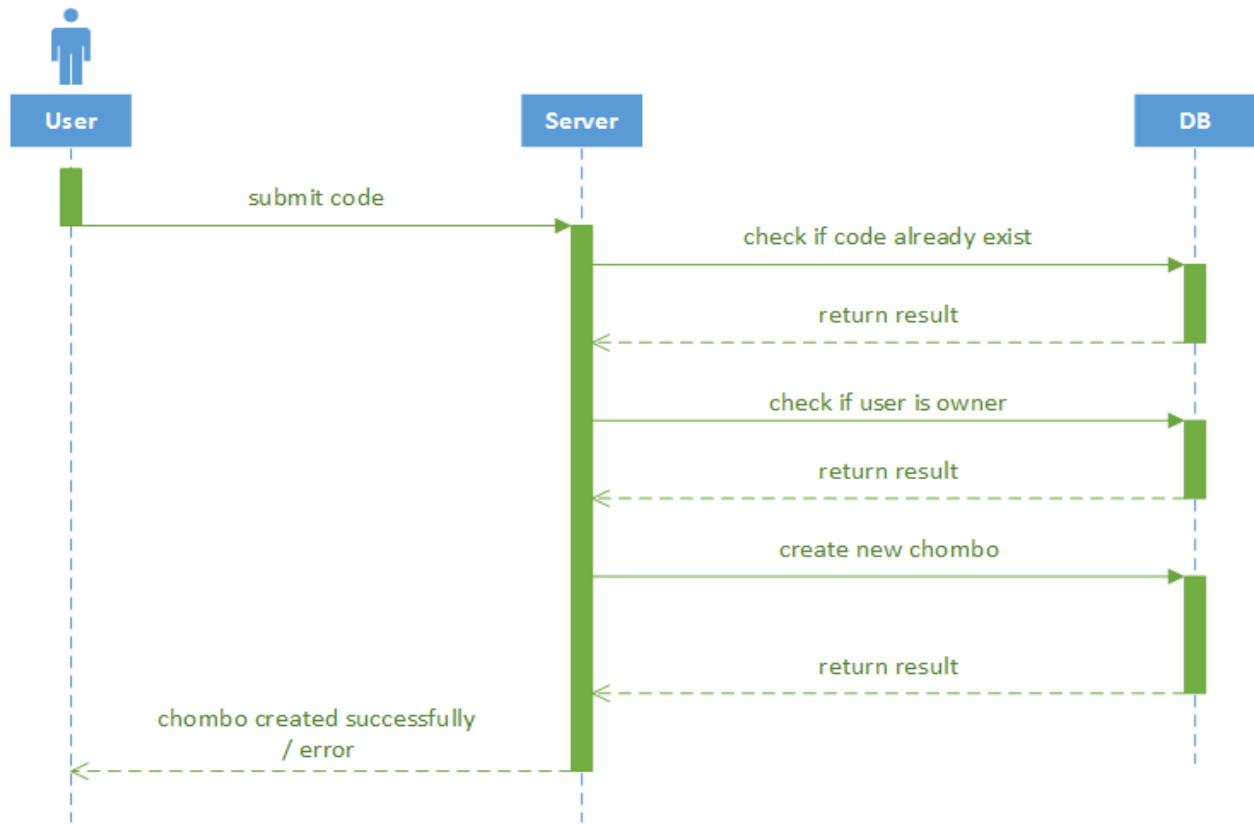 User
Server
DB
submit code
check if code already exist
return result
check if user is owner
return result
create new chombo
return result
chombo created successfully
/ error